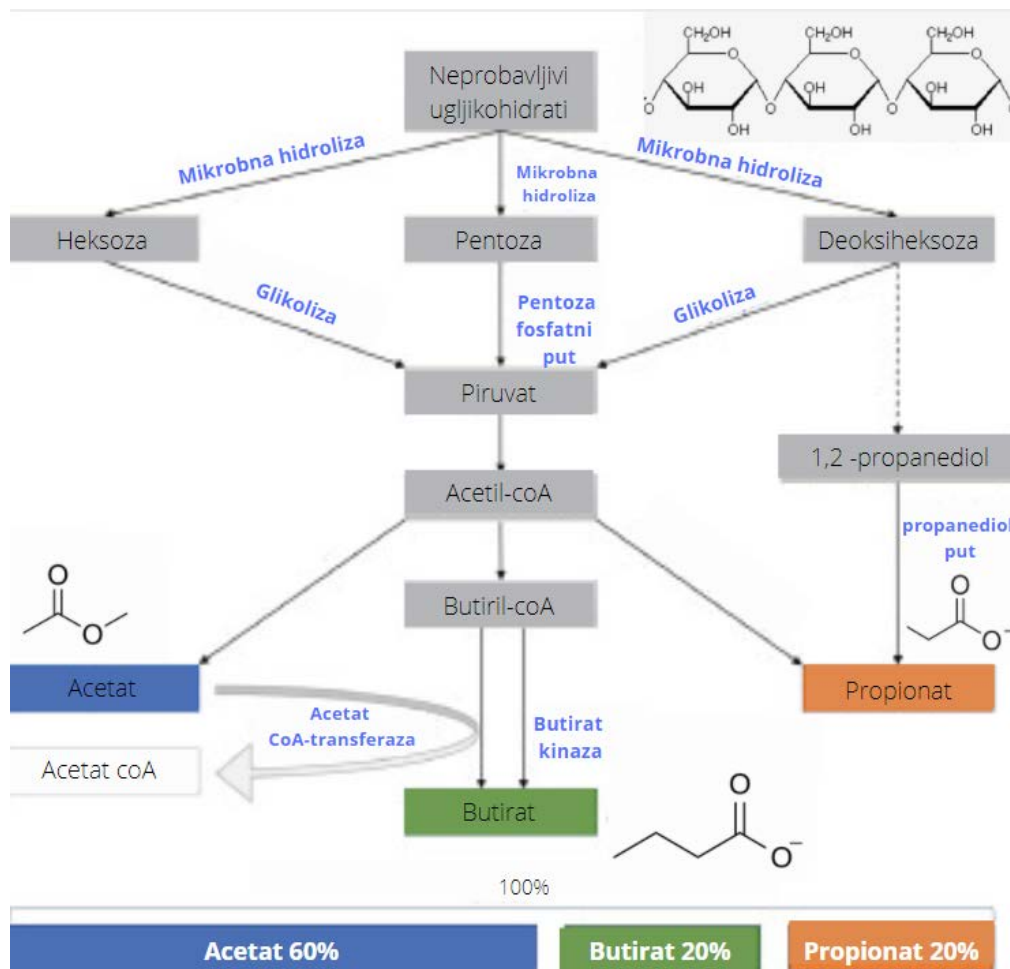 Neprobavljivi
ugljikohidrati
CH₂OH
CH₂OH
CH₂OH
O
O
O
OH
OH
OH
O
O
O
O
OH
OH
OH
Mikrobna hidroliza
Mikrobna
hidroliza
Mikrobna hidroliza
Heksoza
Pentoza
Deoksiheksoza
Glikoliza
Pentoza
fosfatni
put
Glikoliza
Piruvat
1,2 -propanediol
Acetil-coA
propanediol
put
Butiril-coA
O
O
O
O⁻
Acetat
Propionat
Acetat
CoA-transferaza
Butirat
kinaza
Acetat coA
Butirat
O
O⁻
100%
Acetat 60%
Butirat 20%
Propionat 20%